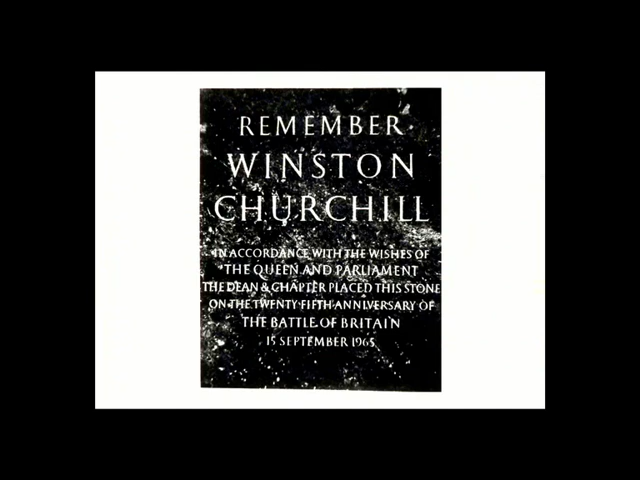 REMEMBER
WINSTON
CHURCHILL
IN ACCORDANCE WITH THE WISHES OF
THE QUEEN AND PARLIAMENT
THE DEAN & CHAPTER PLACED THIS STONE
ON THE TWENTY FIFTH ANNIVERSARY OF
THE BATTLE OF BRITAIN
15 SEPTEMBER 1965